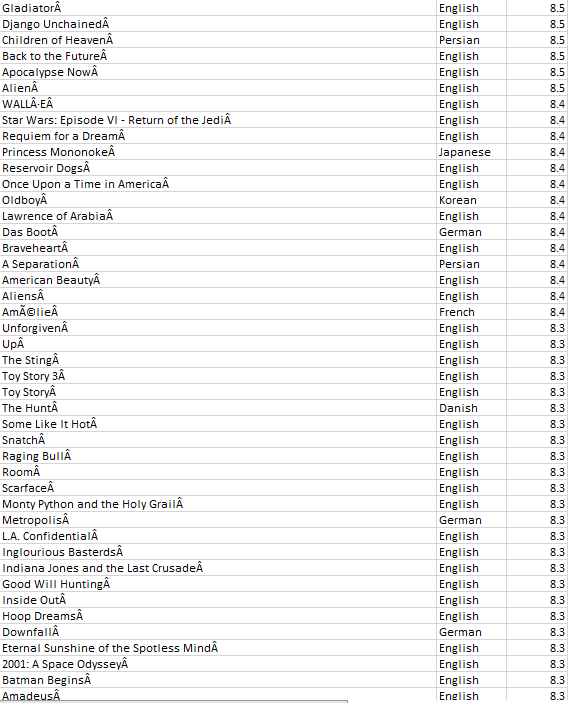 GladiatorÂ English 8.5
Django UnchainedÂ English 8.5
Children of HeavenÂ Persian 8.5
Back to the FutureÂ English 8.5
Apocalypse NowÂ English 8.5
AlienÂ English 8.5
WALLÂ·EÂ English 8.4
Star Wars: Episode VI - Return of the JediÂ English 8.4
Requiem for a DreamÂ English 8.4
Princess MononokeÂ Japanese 8.4
Reservoir DogsÂ English 8.4
Once Upon a Time in AmericaÂ English 8.4
OldboyÂ Korean 8.4
Lawrence of ArabiaÂ English 8.4
Das BootÂ German 8.4
BraveheartÂ English 8.4
A SeparationÂ Persian 8.4
American BeautyÂ English 8.4
AliensÂ English 8.4
AmÃ©lieÂ French 8.4
UnforgivenÂ English 8.3
UpÂ English 8.3
The StingÂ English 8.3
Toy Story 3Â English 8.3
Toy StoryÂ English 8.3
The HuntÂ Danish 8.3
Some Like It HotÂ English 8.3
SnatchÂ English 8.3
Raging BullÂ English 8.3
RoomÂ English 8.3
ScarfaceÂ English 8.3
Monty Python and the Holy GrailÂ English 8.3
MetropolisÂ German 8.3
L.A. ConfidentialÂ English 8.3
Inglourious BasterdsÂ English 8.3
Indiana Jones and the Last CrusadeÂ English 8.3
Good Will HuntingÂ English 8.3
Inside OutÂ English 8.3
Hoop DreamsÂ English 8.3
DownfallÂ German 8.3
Eternal Sunshine of the Spotless MindÂ English 8.3
2001: A Space OdysseyÂ English 8.3
Batman BeginsÂ English 8.3
AmadeusÂ English 8.3